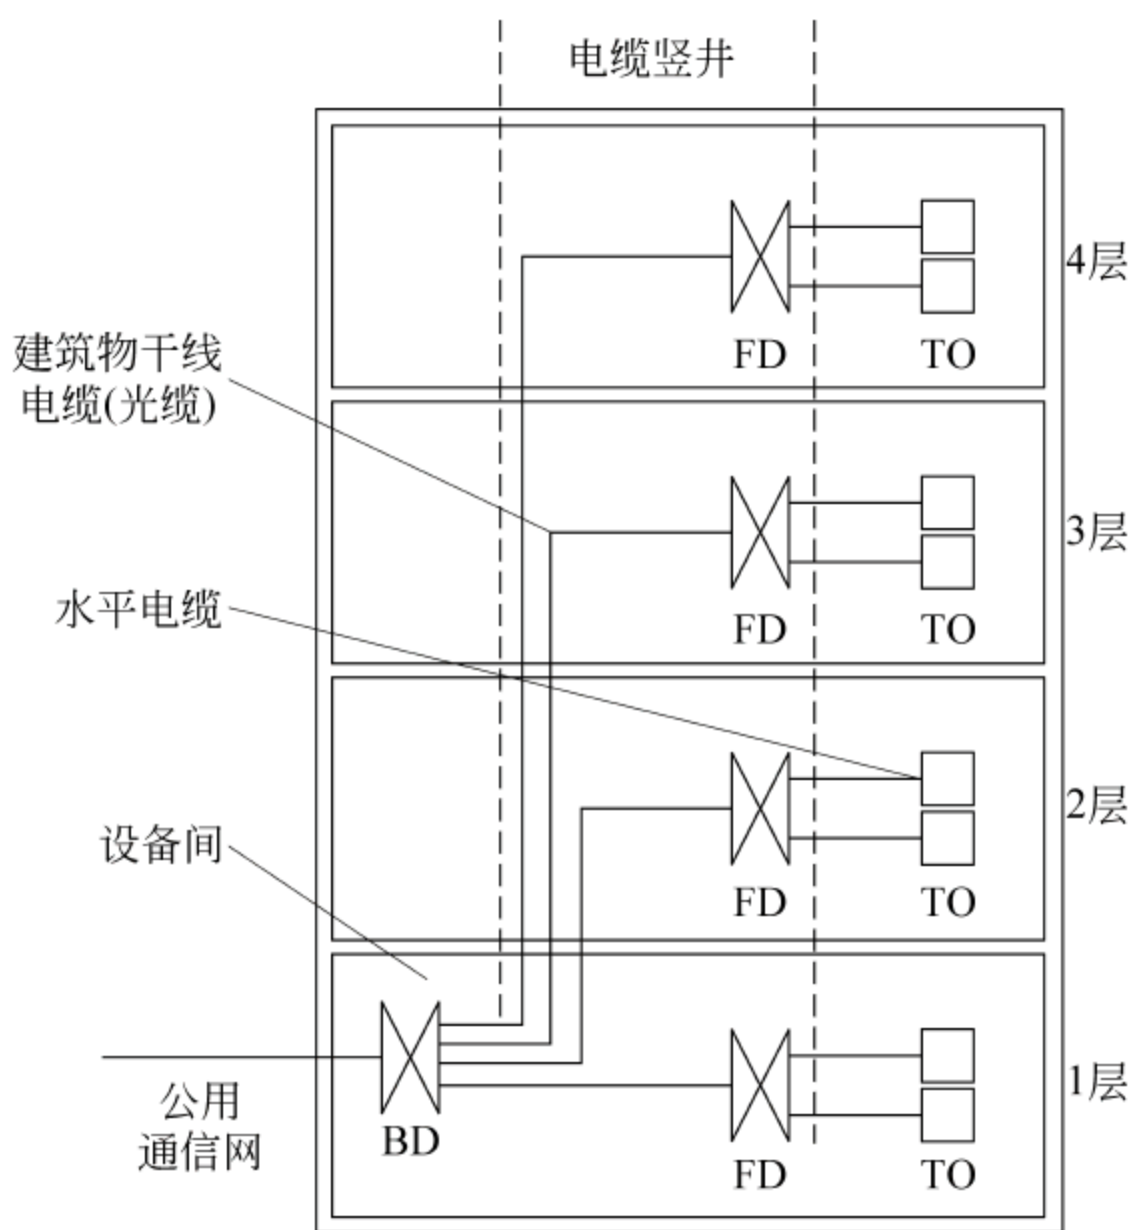 电缆竖井
4层
FD
TO
建筑物干线
电缆(光缆)
3层
FD
TO
水平电缆
2层
FD
TO
设备间
1层
公用
通信网
BD
FD
TO